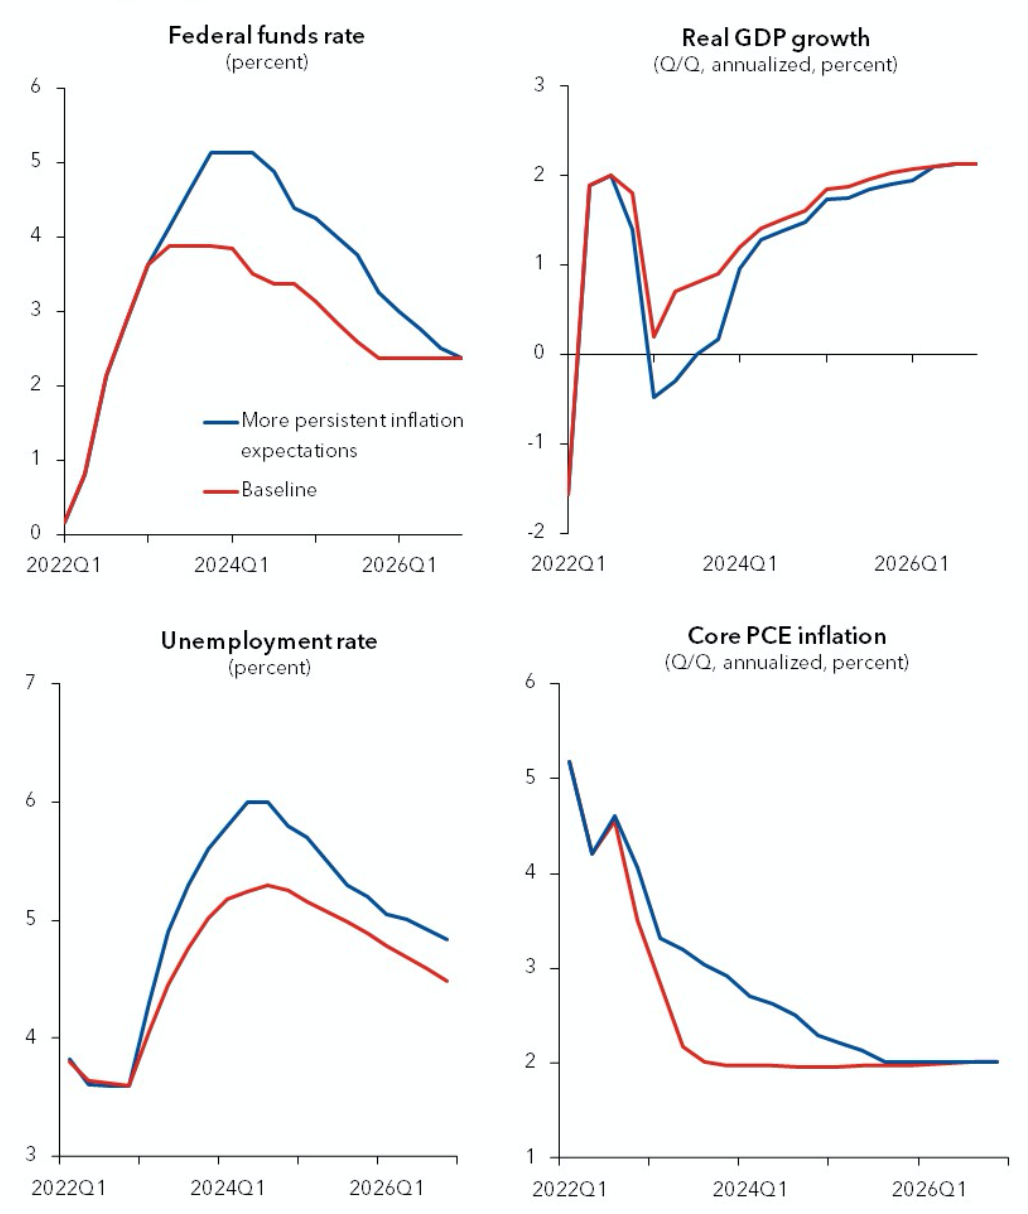 Federal funds rate
(percent)
6
5
4
3
2
1
0
2022Q1
2024Q1
2026Q1
More persistent inflation
expectations
Baseline
Real GDP growth
(Q/Q, annualized, percent)
3
2
1
0
-1
-2
2022Q1
2024Q1
2026Q1
Unemployment rate
(percent)
7
6
5
4
3
2022Q1
2024Q1
2026Q1
Core PCE inflation
(Q/Q, annualized, percent)
6
5
4
3
2
1
2022Q1
2024Q1
2026Q1